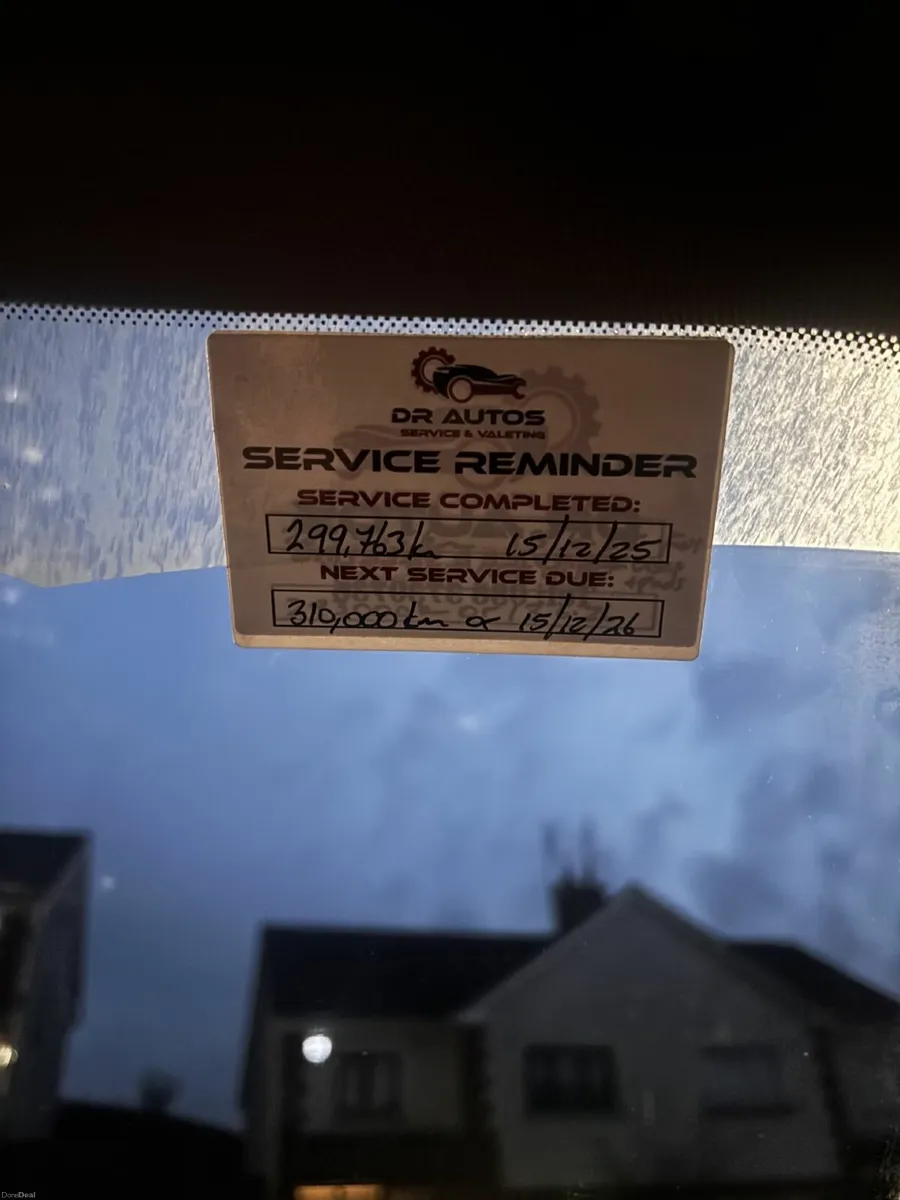 DR AUTOS
SERVICE & VALETING
SERVICE REMINDER
SERVICE COMPLETED:
299,763km 15/12/25
NEXT SERVICE DUE:
310,000km or 15/12/26
DoneDeal